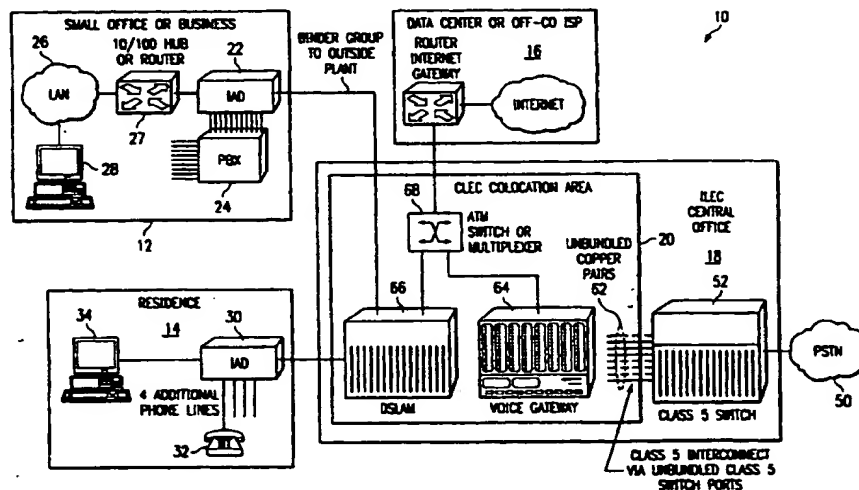 10
SMALL OFFICE OR BUSINESS
26
10/100 HUB
OR ROUTER
22
LAN
IAD
27
PBX
28
24
12
BINDER GROUP
TO OUTSIDE
PLANT
DATA CENTER OR OFF-CO ISP
ROUTER
INTERNET
GATEWAY
16
INTERNET
CLEC COLOCATION AREA
68
ATM
SWITCH OR
MULTIPLEXER
UNBUNDLED
COPPER
PAIRS
62
20
ILEC
CENTRAL
OFFICE
18
52
66
64
DSLAM
VOICE GATEWAY
CLASS 5 SWITCH
PSTN
50
CLASS 5 INTERCONNECT
VIA UNBUNDLED CLASS 5
SWITCH PORTS
RESIDENCE
34
14
30
IAD
4 ADDITIONAL
PHONE LINES
32